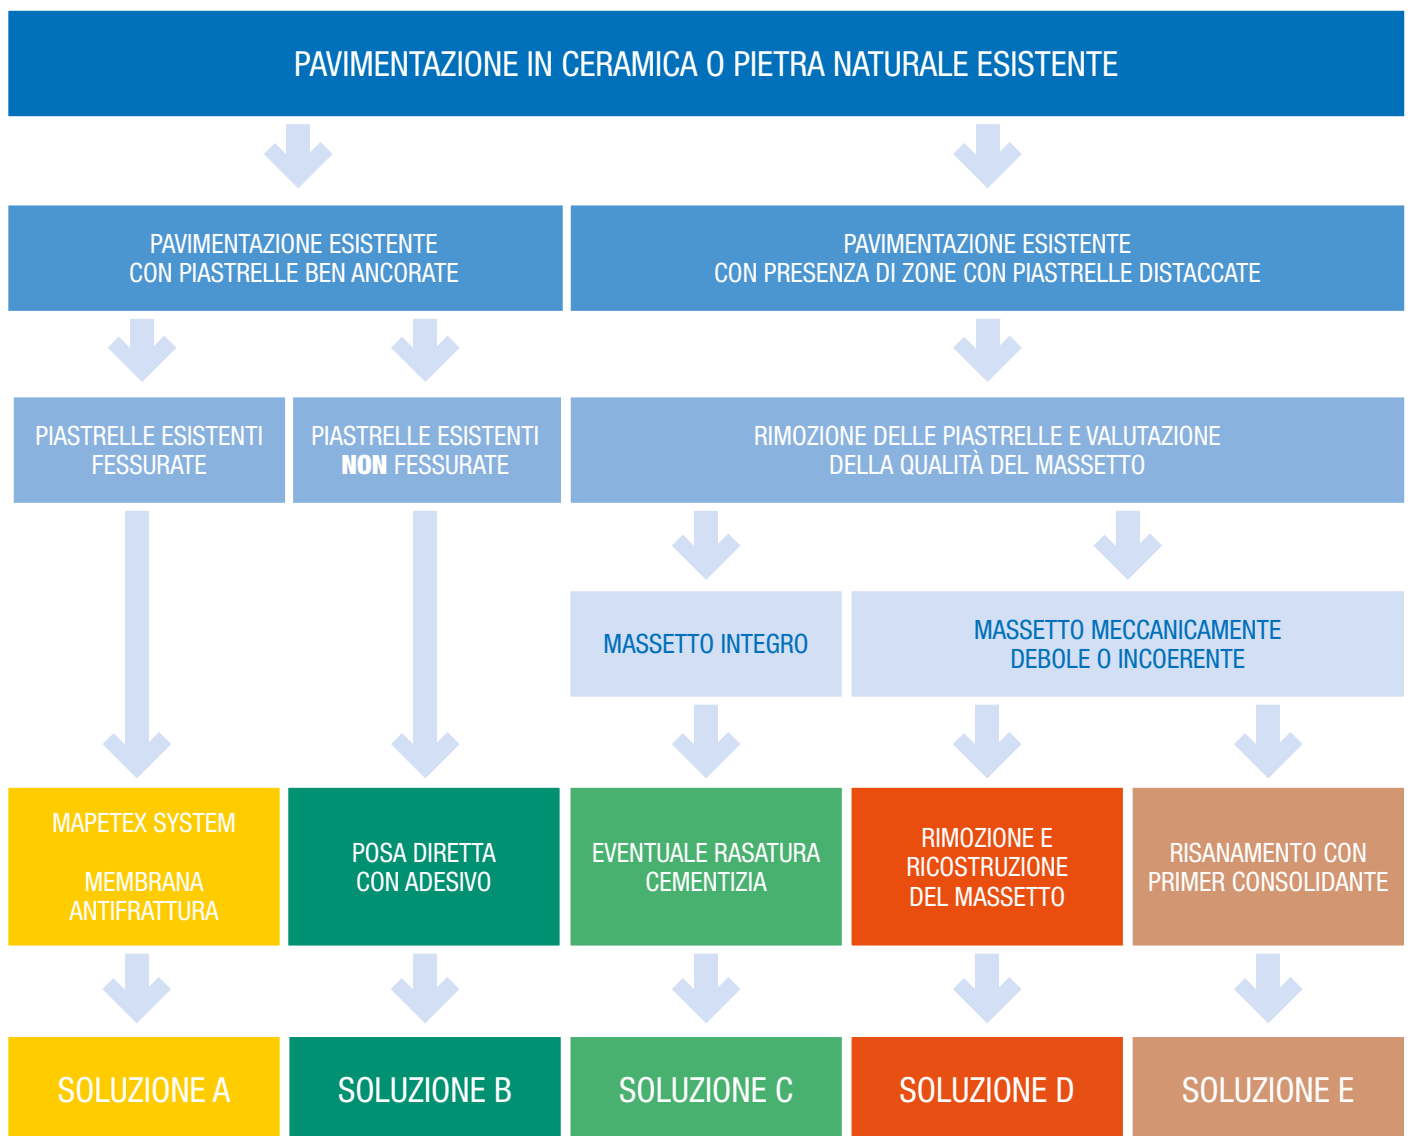 PAVIMENTAZIONE IN CERAMICA O PIETRA NATURALE ESISTENTE
PAVIMENTAZIONE ESISTENTE
CON PIASTRELLE BEN ANCORATE
PAVIMENTAZIONE ESISTENTE
CON PRESENZA DI ZONE CON PIASTRELLE DISTACCATE
PIASTRELLE ESISTENTI
FESSURATE
PIASTRELLE ESISTENTI
NON FESSURATE
RIMOZIONE DELLE PIASTRELLE E VALUTAZIONE
DELLA QUALITÀ DEL MASSETTO
MASSETTO INTEGRO
MASSETTO MECCANICAMENTE
DEBOLE O INCOERENTE
MAPETEX SYSTEM
MEMBRANA
ANTIFRATTURA
POSA DIRETTA
CON ADESIVO
EVENTUALE RASATURA
CEMENTIZIA
RIMOZIONE E
RICOSTRUZIONE
DEL MASSETTO
RISANAMENTO CON
PRIMER CONSOLIDANTE
SOLUZIONE A
SOLUZIONE B
SOLUZIONE C
SOLUZIONE D
SOLUZIONE E